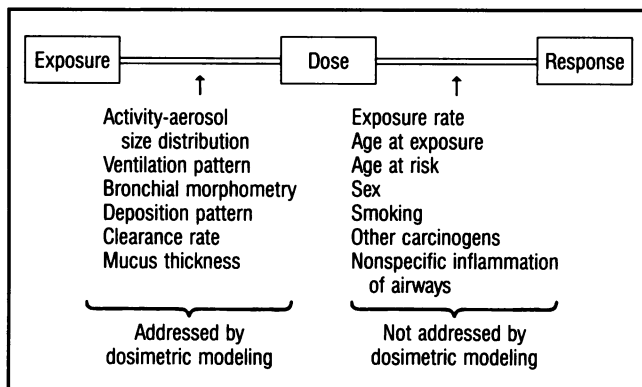 Exposure
Dose
Response
↑
Activity-aerosol
size distribution
Ventilation pattern
Bronchial morphometry
Deposition pattern
Clearance rate
Mucus thickness
Addressed by
dosimetric modeling
↑
Exposure rate
Age at exposure
Age at risk
Sex
Smoking
Other carcinogens
Nonspecific inflammation
of airways
Not addressed by
dosimetric modeling